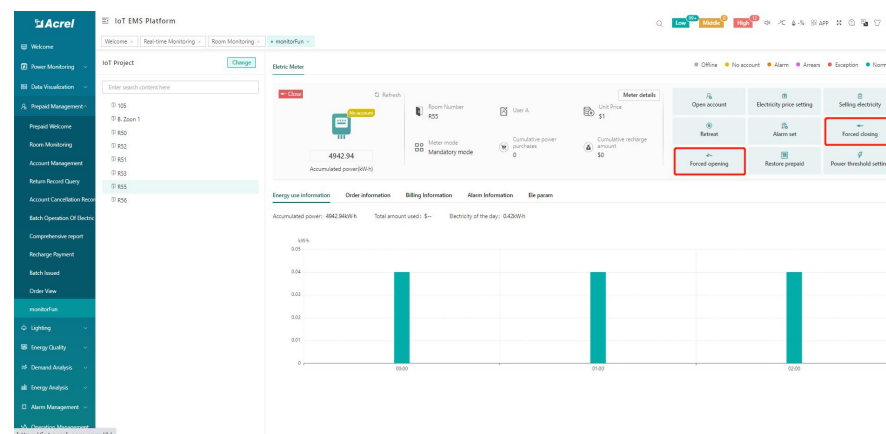 Acrel
IoT EMS Platform
Low 99+ Middle High
-℃ -% APP
Welcome Real-time Monitoring Room Monitoring monitorFun
Welcome
Power Monitoring
Data Visualization
Prepaid Management
Prepaid Welcome
Room Monitoring
Account Management
Return Record Query
Account Cancellation Recor
Batch Operation Of Electric
Comprehensive report
Recharge Payment
Batch Issued
Order View
monitorFun
Lighting
Energy Quality
Demand Analysis
Energy Analysis
Alarm Management
Operation Management
IoT Project Change
Enter search content here
105
B. Zoon 1
R50
R52
R51
R53
R55
R56
Eletric Meter
Offline No account Alarm Arrears Exception Norm
Close Refresh
No account
4942.94
Accumulated power(kW·h)
Meter details
Room Number
R55
User A
Unit Price
$1
Meter mode
Mandatory mode
Cumulative power
purchases
0
Cumulative recharge
amount
$0
Open account Electricity price setting Selling electricity
Retreat Alarm set Forced closing
Forced opening Restore prepaid Power threshold settin
Energy use information Order information Billing Information Alarm Information Ele param
Accumulated power: 4942.94kW·h Total amount used: $-- Electricity of the day: 0.42kW·h
kW·h
0.05
0.04
0.03
0.02
0.01
0
00:00 01:00 02:00